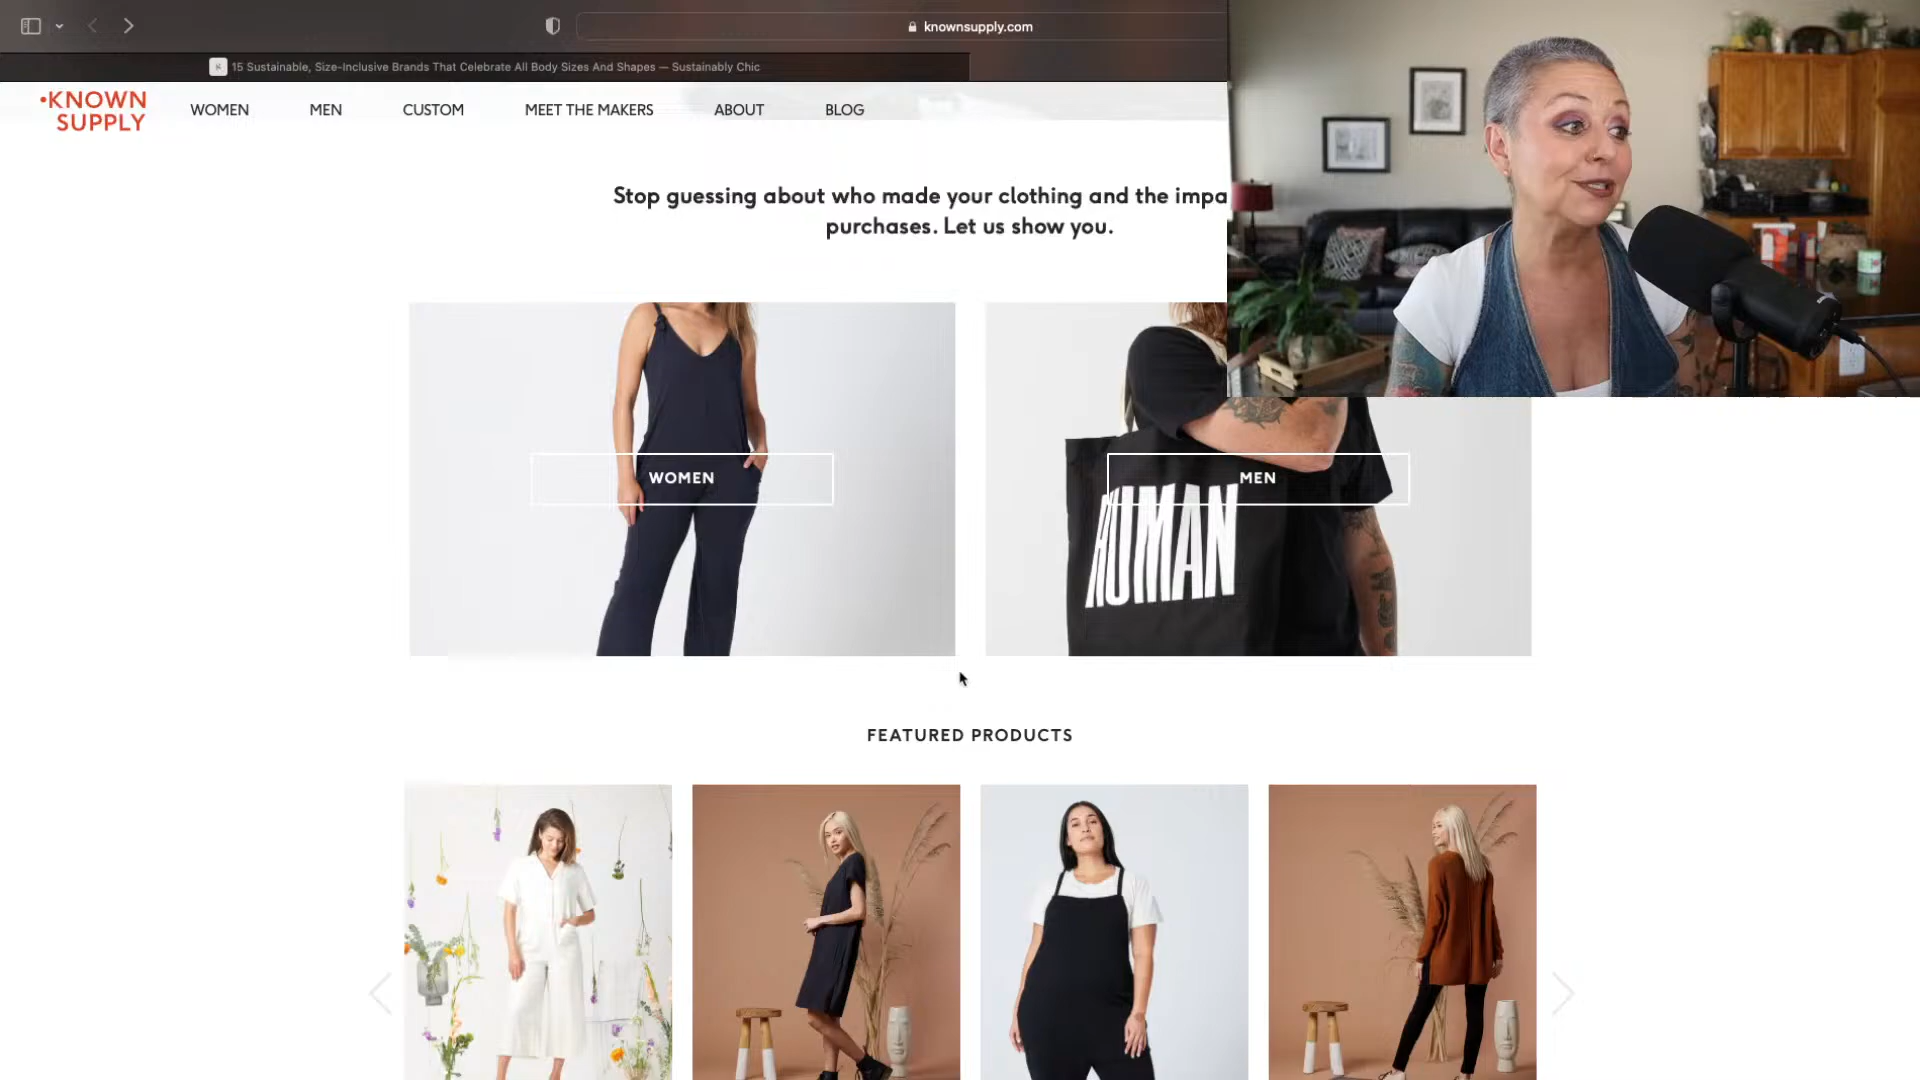 knownsupply.com
15 Sustainable, Size-Inclusive Brands That Celebrate All Body Sizes And Shapes — Sustainably Chic
•KNOWN
SUPPLY
WOMEN
MEN
CUSTOM
MEET THE MAKERS
ABOUT
BLOG
Stop guessing about who made your clothing and the impa
purchases. Let us show you.
WOMEN
MEN
HUMAN
FEATURED PRODUCTS